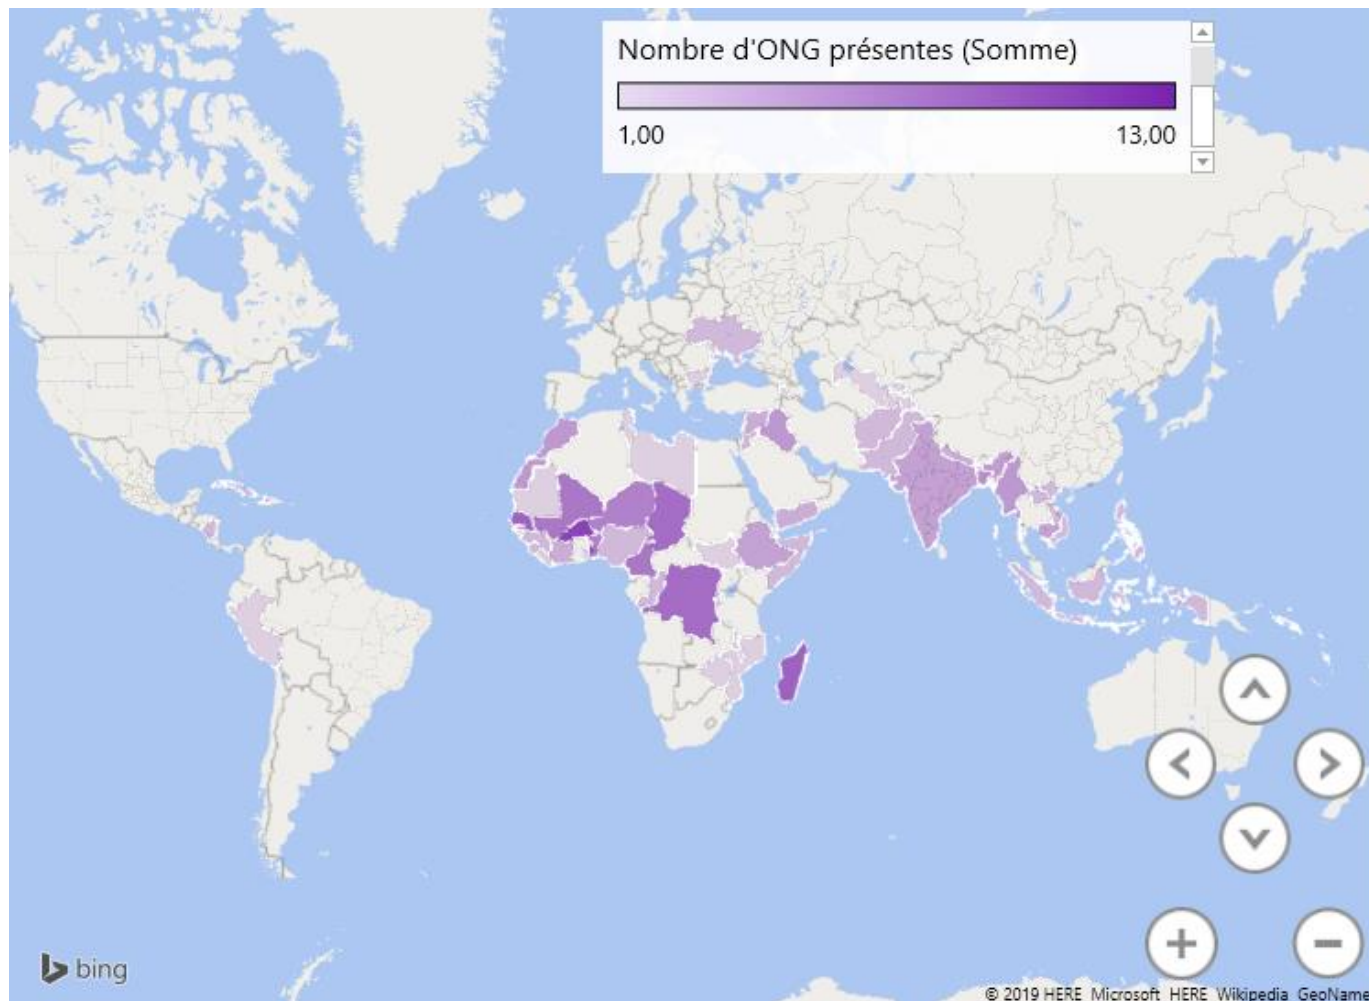 Nombre d'ONG présentes (Somme)
1,00 13,00
bing
© 2019 HERE Microsoft HERE Wikipedia GeoName